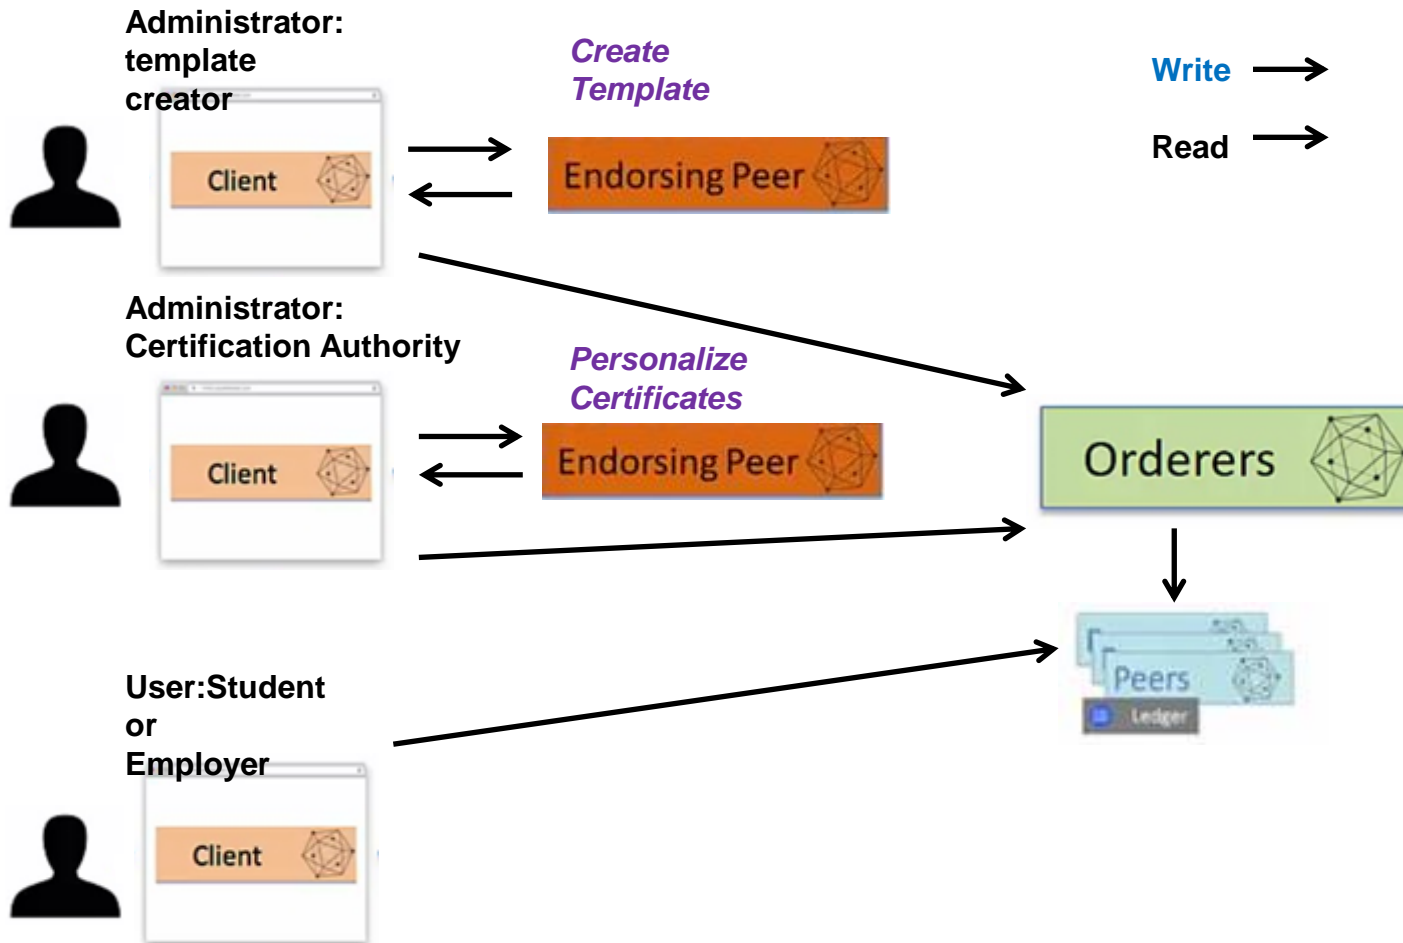 Administrator:
template
creator
Create
Template
Write
Read
Client
Endorsing Peer
Administrator:
Certification Authority
Personalize
Certificates
Client
Endorsing Peer
Orderers
Peers
Ledger
User:Student
or
Employer
Client